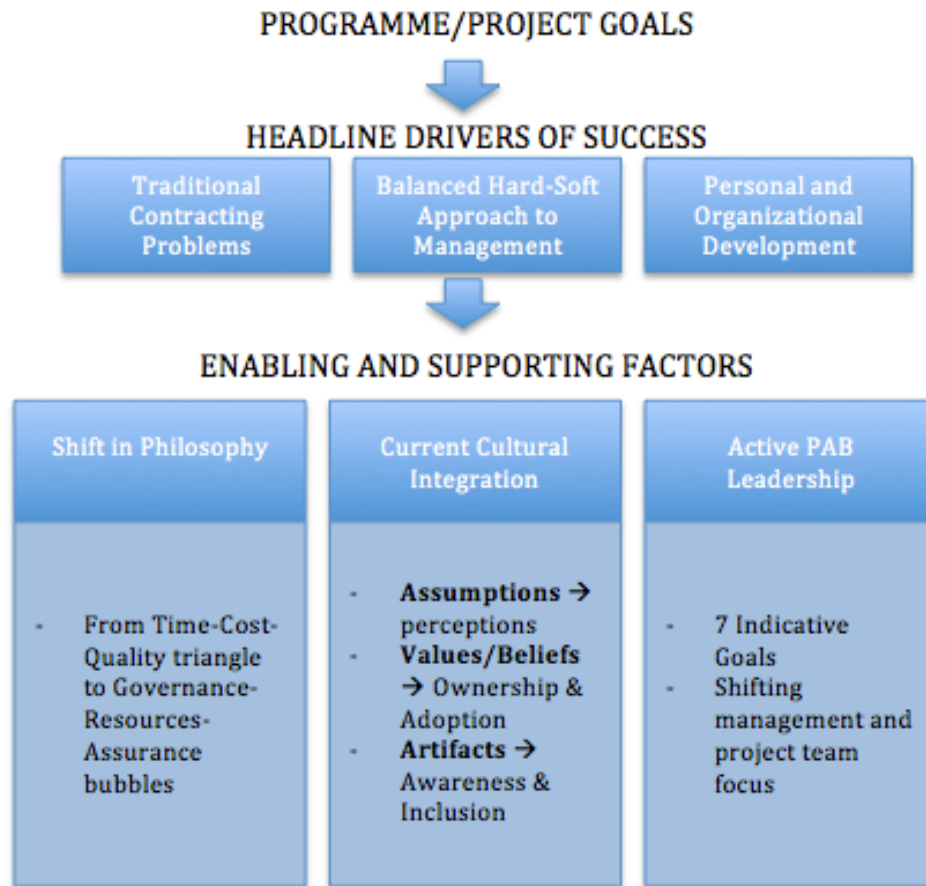 PROGRAMME/PROJECT GOALS
HEADLINE DRIVERS OF SUCCESS
Traditional
Contracting
Problems
Balanced Hard-Soft
Approach to
Management
Personal and
Organizational
Development
ENABLING AND SUPPORTING FACTORS
Shift in Philosophy
- From Time-Cost-
Quality triangle
to Governance-
Resources-
Assurance
bubbles
Current Cultural
Integration
- Assumptions →
perceptions
- Values/Beliefs
→ Ownership &
Adoption
- Artifacts →
Awareness &
Inclusion
Active PAB
Leadership
- 7 Indicative
Goals
- Shifting
management and
project team
focus